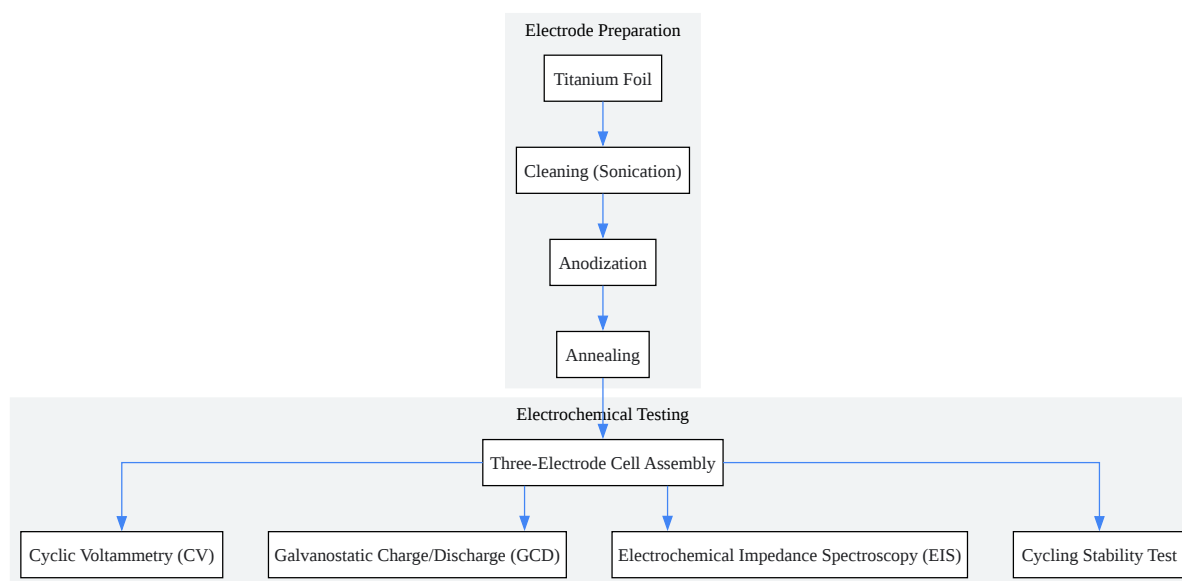 Electrode Preparation
Titanium Foil
Cleaning (Sonication)
Anodization
Annealing
Electrochemical Testing
Three-Electrode Cell Assembly
Cyclic Voltammetry (CV)
Galvanostatic Charge/Discharge (GCD)
Electrochemical Impedance Spectroscopy (EIS)
Cycling Stability Test